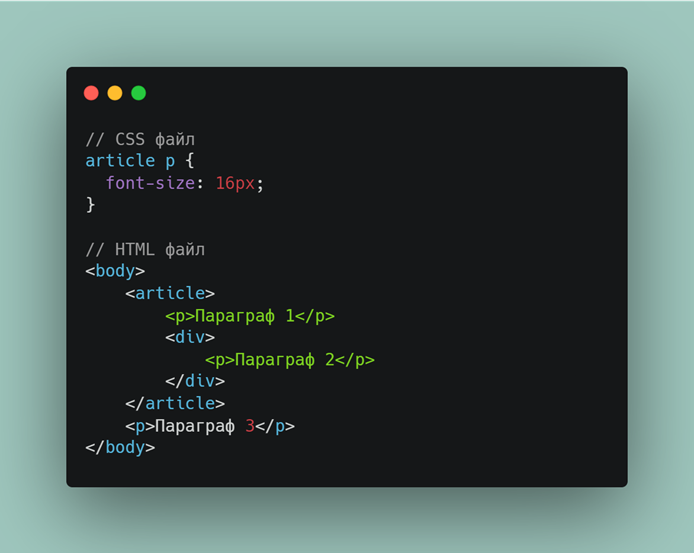 // CSS файл
article p {
  font-size: 16px;
}

// HTML файл
<body>
    <article>
        <p>Параграф 1</p>
        <div>
            <p>Параграф 2</p>
        </div>
    </article>
    <p>Параграф 3</p>
</body>